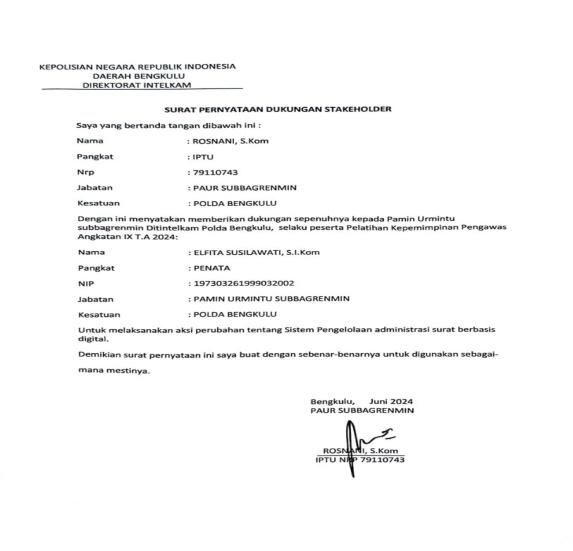 KEPOLISIAN NEGARA REPUBLIK INDONESIA
DAERAH BENGKULU
DIREKTORAT INTELKAM
SURAT PERNYATAAN DUKUNGAN STAKEHOLDER
Saya yang bertanda tangan dibawah ini :
Nama : ROSNANI, S.Kom
Pangkat : IPTU
Nrp : 79110743
Jabatan : PAUR SUBBAGRENMIN
Kesatuan : POLDA BENGKULU
Dengan ini menyatakan memberikan dukungan sepenuhnya kepada Pamin Urmintu
subbagrenmin Ditintelkam Polda Bengkulu, selaku peserta Pelatihan Kepemimpinan Pengawas
Angkatan IX T.A 2024:
Nama : ELFITA SUSILAWATI, S.I.Kom
Pangkat : PENATA
NIP : 197303261999032002
Jabatan : PAMIN URMINTU SUBBAGRENMIN
Kesatuan : POLDA BENGKULU
Untuk melaksanakan aksi perubahan tentang Sistem Pengelolaan administrasi surat berbasis
digital.
Demikian surat pernyataan ini saya buat dengan sebenar-benarnya untuk digunakan sebagai-
mana mestinya.
Bengkulu, Juni 2024
PAUR SUBBAGRENMIN
ROSNANI, S.Kom
IPTU NRP 79110743